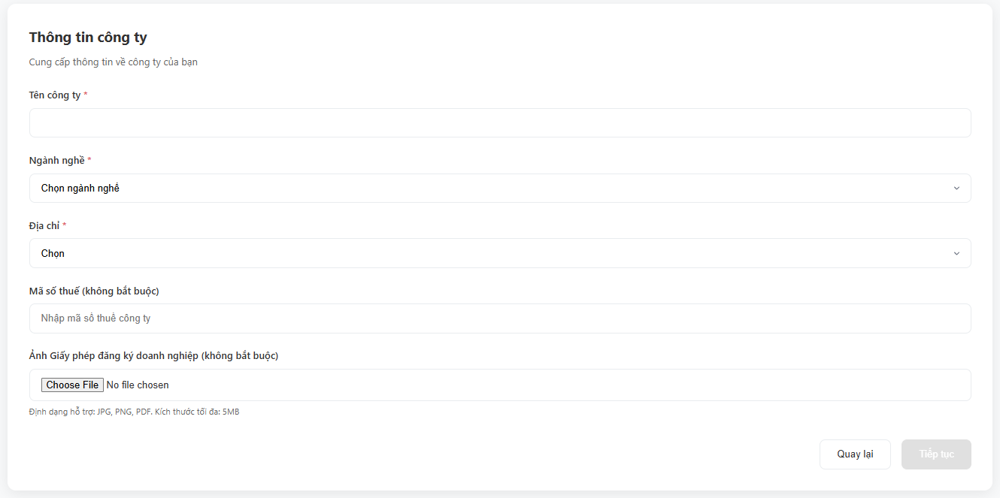 Thông tin công ty
Cung cấp thông tin về công ty của bạn
Tên công ty *
Ngành nghề *
Chọn ngành nghề
Địa chỉ *
Chọn
Mã số thuế (không bắt buộc)
Nhập mã số thuế công ty
Ảnh Giấy phép đăng ký doanh nghiệp (không bắt buộc)
Choose File No file chosen
Định dạng hỗ trợ: JPG, PNG, PDF. Kích thước tối đa: 5MB
Quay lại Tiếp tục